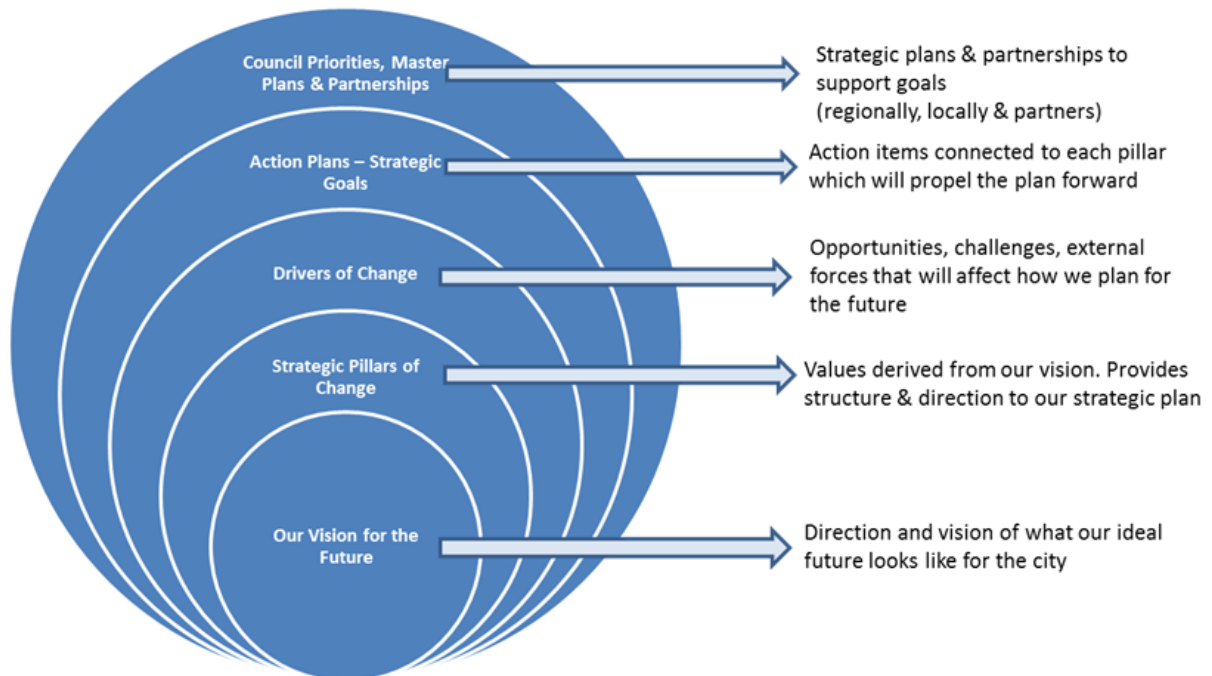 Council Priorities, Master
Plans & Partnerships
Strategic plans & partnerships to
support goals
(regionally, locally & partners)
Action Plans – Strategic
Goals
Action items connected to each pillar
which will propel the plan forward
Drivers of Change
Opportunities, challenges, external
forces that will affect how we plan for
the future
Strategic Pillars of
Change
Values derived from our vision. Provides
structure & direction to our strategic plan
Our Vision for the
Future
Direction and vision of what our ideal
future looks like for the city